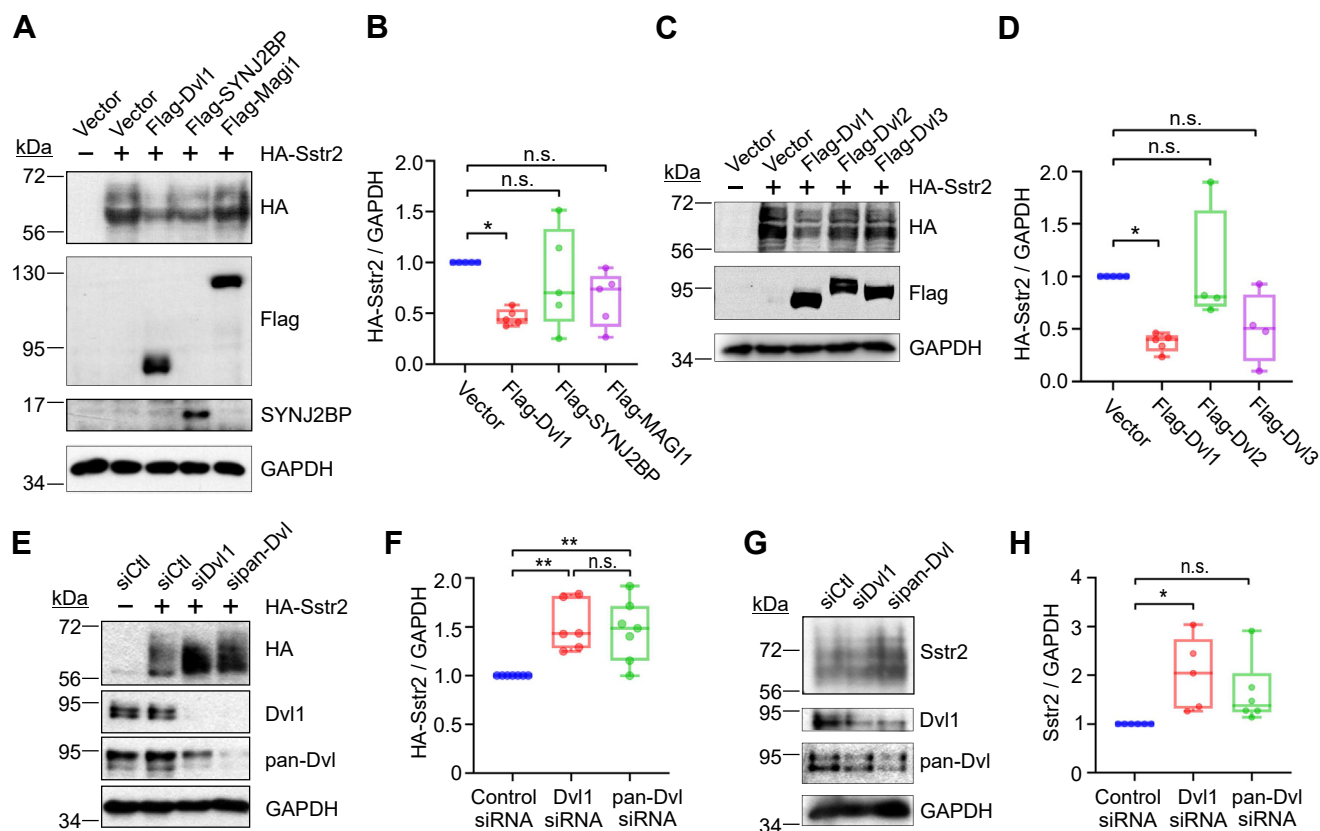 A
Vector
Vector
Flag-Dvl1
Flag-SYNJ2BP
Flag-Magi1
kDa
− + + + + HA-Sstr2
72
HA
56
130
Flag
95
17
SYNJ2BP
GAPDH
34
B
HA-Sstr2 / GAPDH
2.0
1.5
1.0
0.5
0.0
n.s.
n.s.
*
Vector
Flag-Dvl1
Flag-SYNJ2BP
Flag-MAGI1
C
Vector
Vector
Flag-Dvl1
Flag-Dvl2
Flag-Dvl3
kDa
− + + + + HA-Sstr2
72
HA
56
95
Flag
GAPDH
34
D
HA-Sstr2 / GAPDH
2.0
1.5
1.0
0.5
0.0
n.s.
n.s.
*
Vector
Flag-Dvl1
Flag-Dvl2
Flag-Dvl3
E
siCtl
siCtl
siDvl1
sipan-Dvl
kDa
− + + + HA-Sstr2
72
HA
56
95
Dvl1
95
pan-Dvl
GAPDH
34
F
HA-Sstr2 / GAPDH
2.0
1.5
1.0
0.5
0
**
** n.s.
Control siRNA
Dvl1 siRNA
pan-Dvl siRNA
G
siCtl
siDvl1
sipan-Dvl
kDa
72
Sstr2
56
95
Dvl1
95
pan-Dvl
GAPDH
34
H
Sstr2 / GAPDH
4
3
2
1
0
n.s.
*
Control siRNA
Dvl1 siRNA
pan-Dvl siRNA